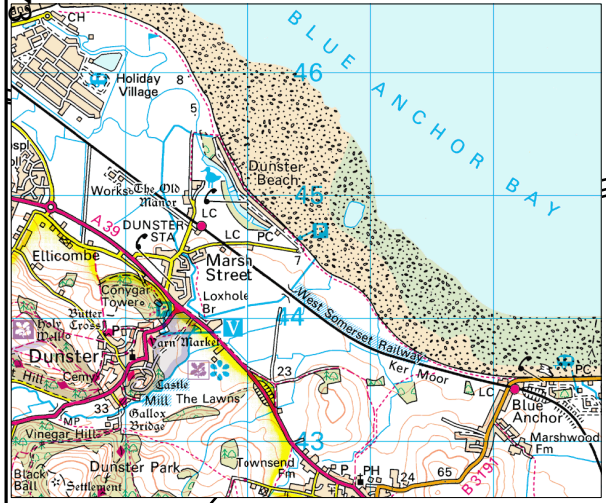 CH
BLUE ANCHOR BAY
46
Holiday
Village
8
5
Dunster
Beach
45
Works
The Old
Manor
LC
A 39
DUNSTER
STA
LC
PC
Marsh
Street
7
Ellicombe
Conygar
Tower
Loxhole
Br
West Somerset Railway
Butter
Cross
P
V
44
Holy
Well
Yarn Market
Dunster
Ker Moor
PC
t Hill
Cemy
Castle
23
LC
Mill
The Lawns
Blue
Anchor
33
Gallox
Bridge
MP
Vinegar Hill
43
Marshwood
Fm
B 3191
Dunster Park
Townsend
Fm
P P
PH
24
65
Black
Ball
Settlement